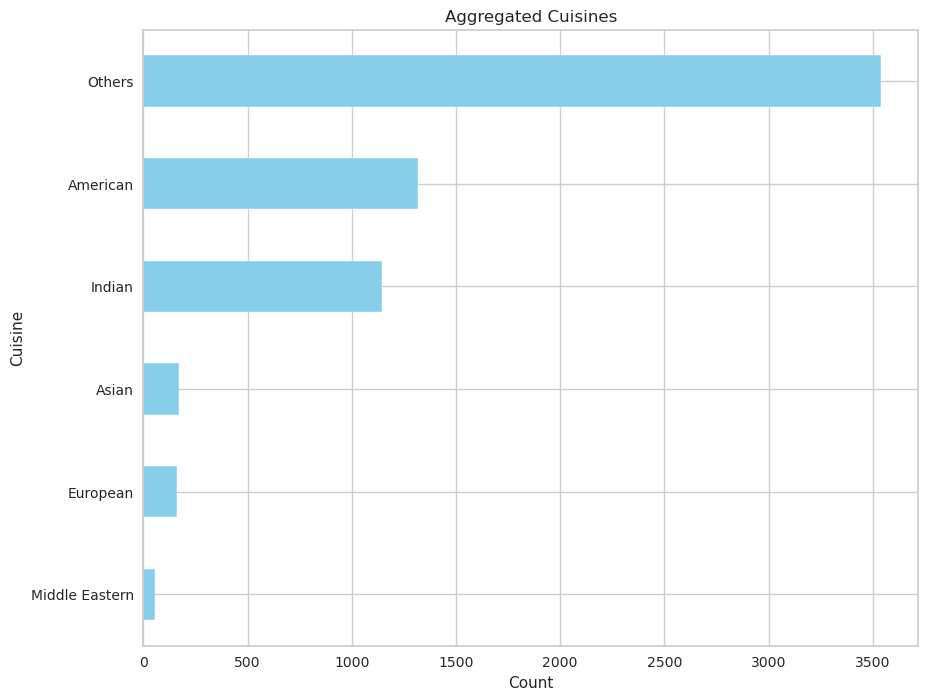 Aggregated Cuisines
Others
American
Indian
Asian
European
Middle Eastern
Cuisine
0 500 1000 1500 2000 2500 3000 3500
Count